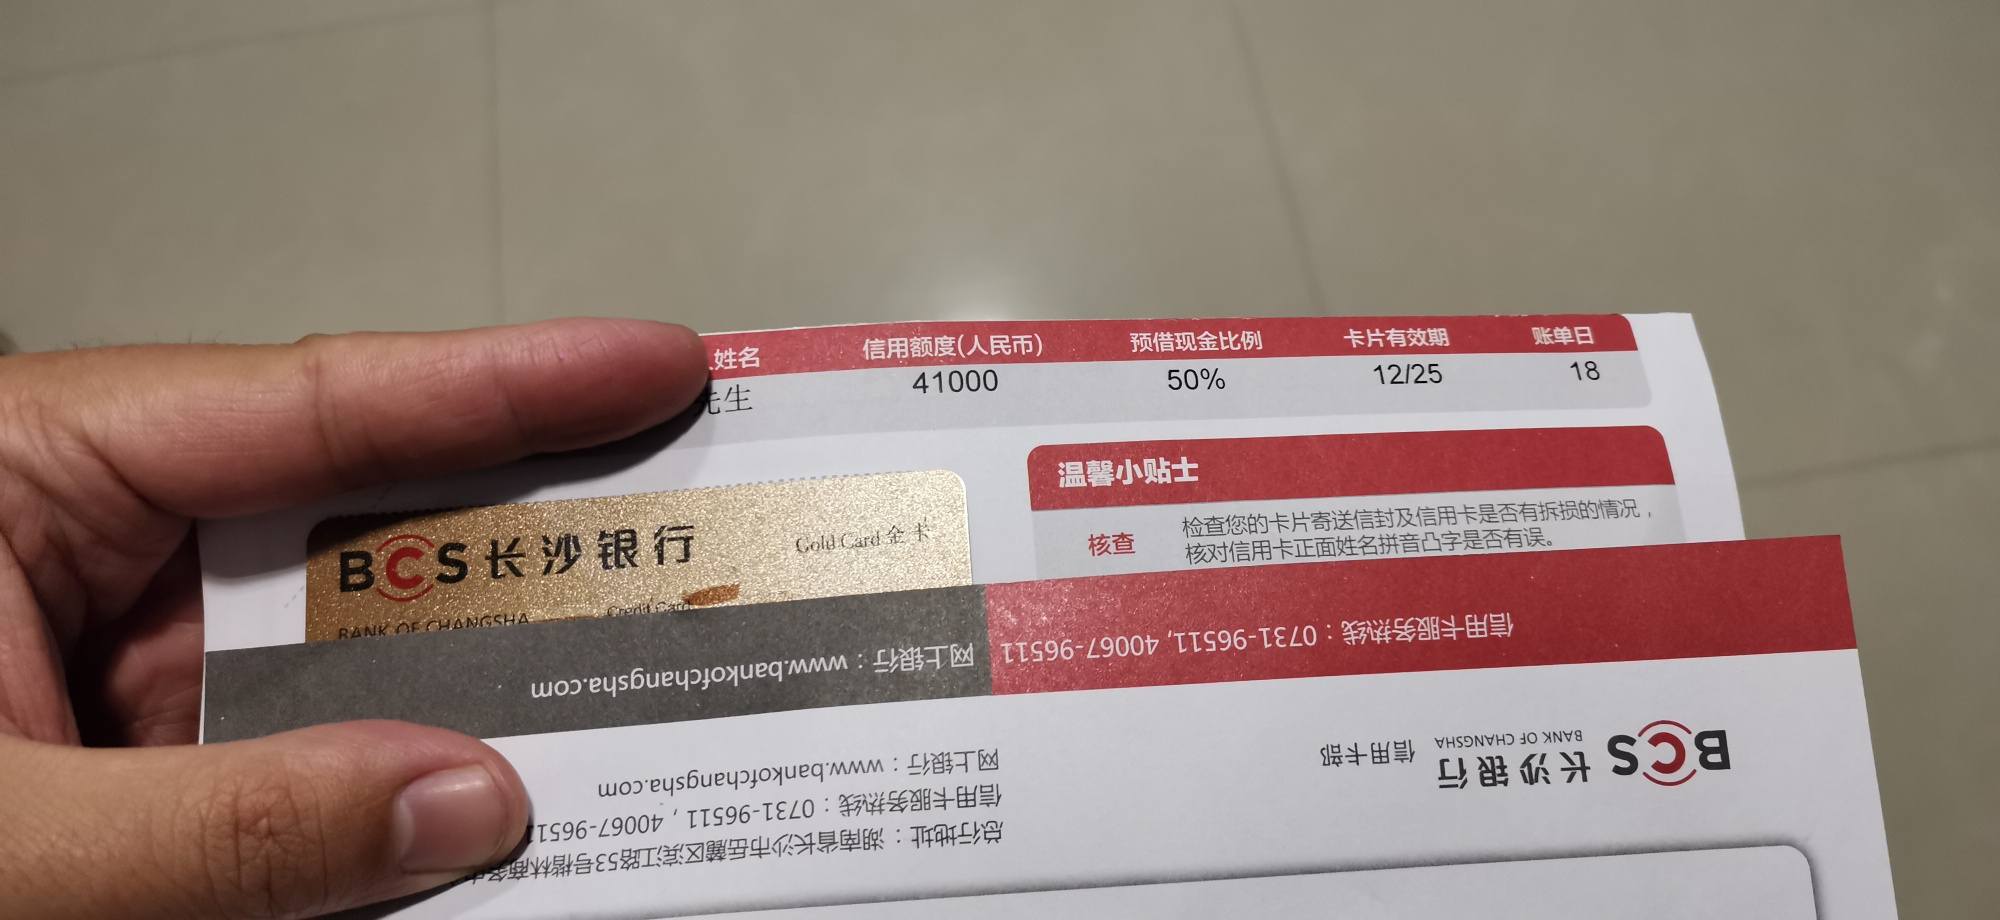 姓名 信用额度(人民币) 预借现金比例 卡片有效期 账单日
先生 41000 50% 12/25 18
温馨小贴士
核查 检查您的卡片寄送信封及信用卡是否有拆损的情况，
核对信用卡正面姓名拼音凸字是否有误。
BCS 长沙银行 Gold Card 金卡
BANK OF CHANGSHA Credit Card
信用卡服务热线：0731-96511, 40067-96511
网上银行：www.bankofchangsha.com
BCS 长沙银行 信用卡部
BANK OF CHANGSHA
总行地址：湖南省长沙市岳麓区滨江路53号楷林商务中
信用卡服务热线：0731-96511，40067-96511
网上银行：www.bankofchangsha.com